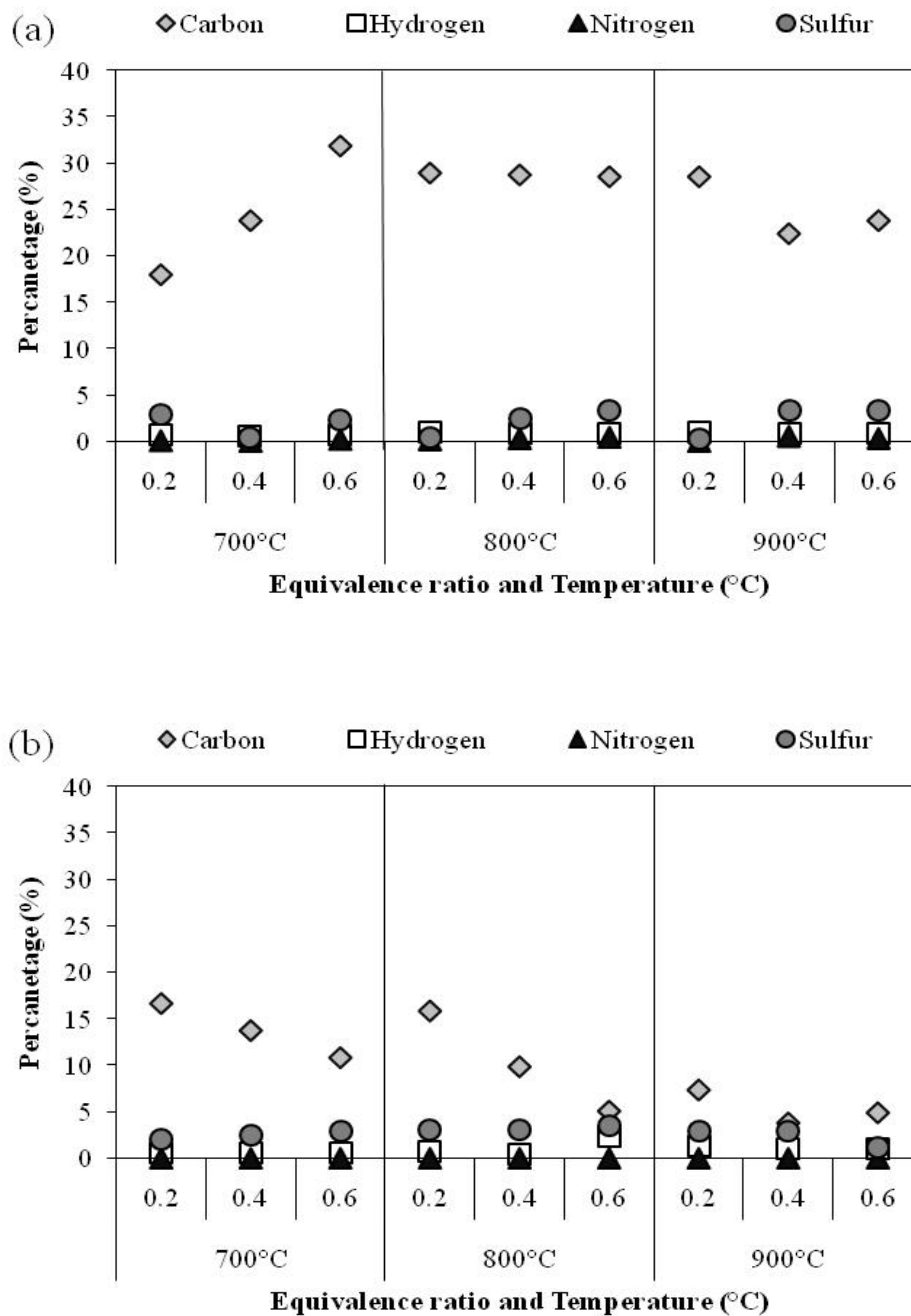 (a)
Carbon Hydrogen Nitrogen Sulfur
40
35
30
25
20
15
10
5
0
Percanetage (%)
0.2 0.4 0.6 0.2 0.4 0.6 0.2 0.4 0.6
700°C 800°C 900°C
Equivalence ratio and Temperature (°C)
(b)
Carbon Hydrogen Nitrogen Sulfur
40
35
30
25
20
15
10
5
0
Percanetage (%)
0.2 0.4 0.6 0.2 0.4 0.6 0.2 0.4 0.6
700°C 800°C 900°C
Equivalence ratio and Temperature (°C)